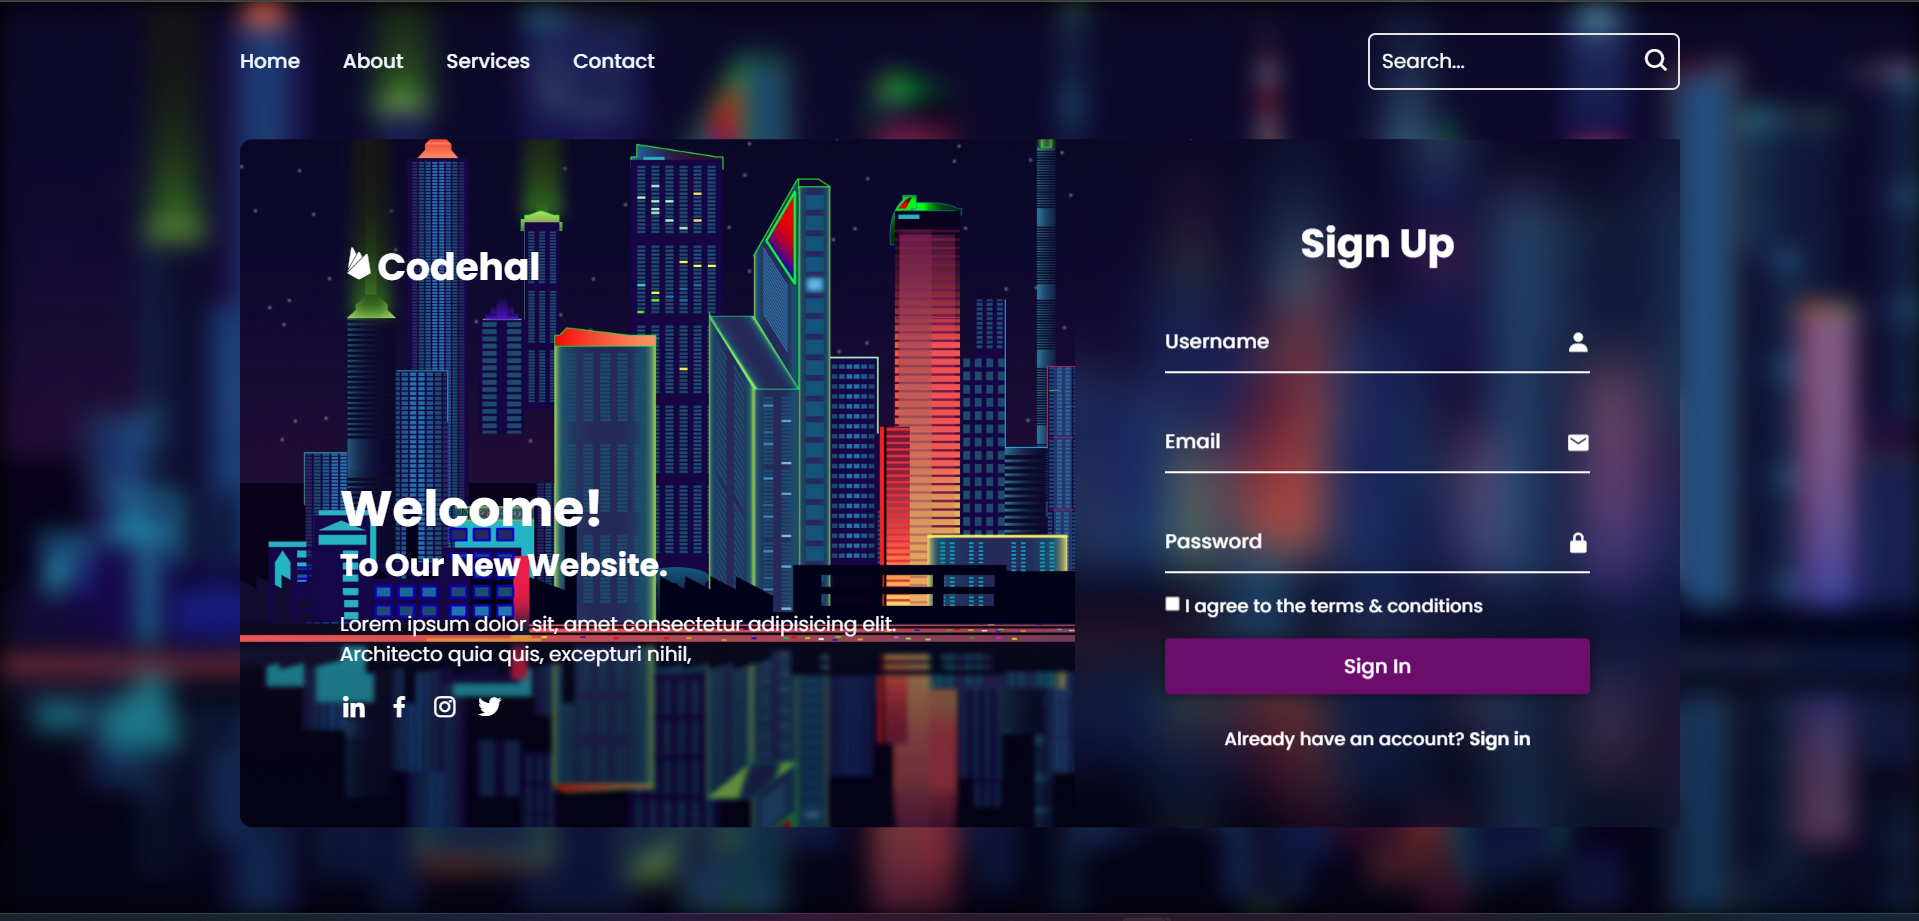 Home About Services Contact Search...
Codehal
Welcome!
To Our New Website.
Lorem ipsum dolor sit, amet consectetur adipisicing elit.
Architecto quia quis, excepturi nihil,
Sign Up
Username
Email
Password
I agree to the terms & conditions
Sign In
Already have an account? Sign in